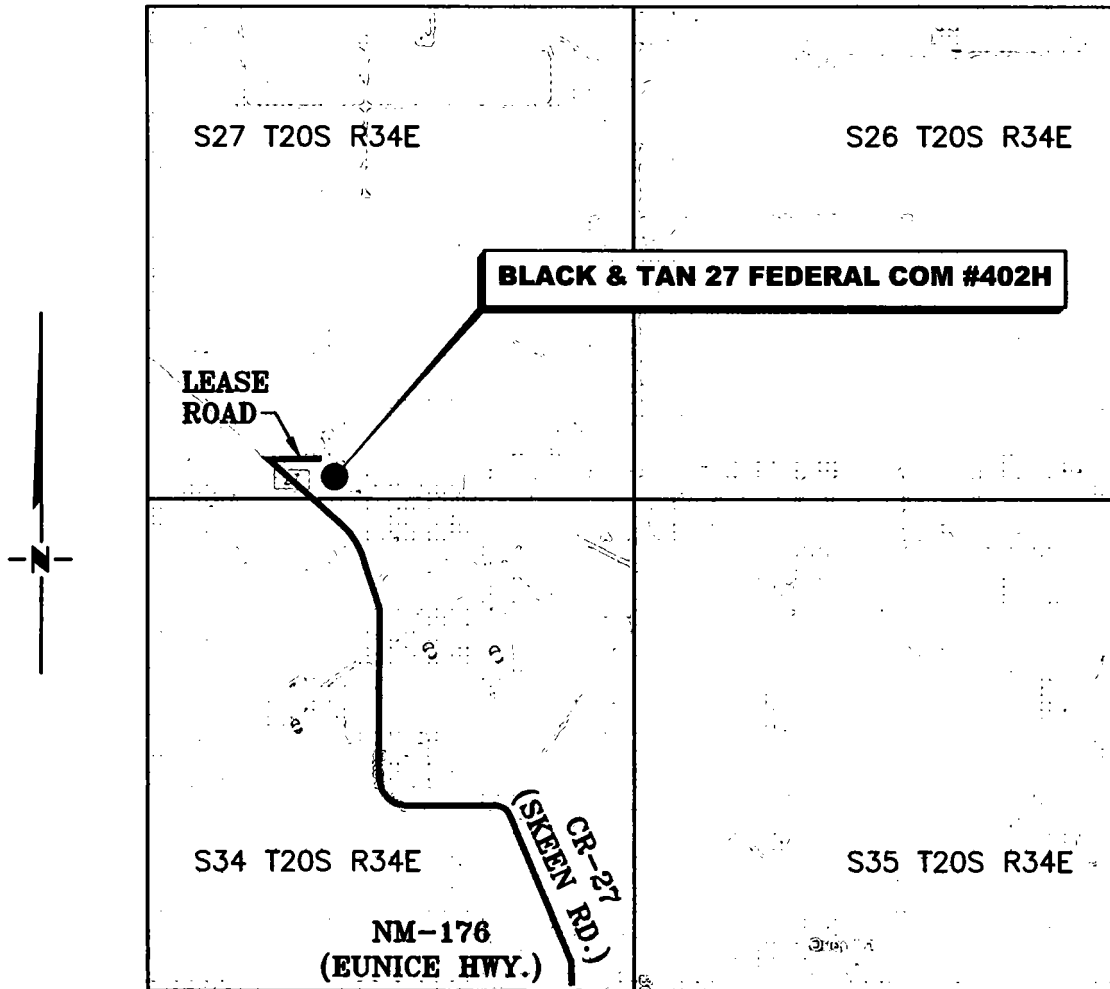 S27 T20S R34E
S26 T20S R34E
BLACK & TAN 27 FEDERAL COM #402H
LEASE
ROAD
27
N
CR-27
(SKEEN RD.)
S34 T20S R34E
S35 T20S R34E
NM-176
(EUNICE HWY.)